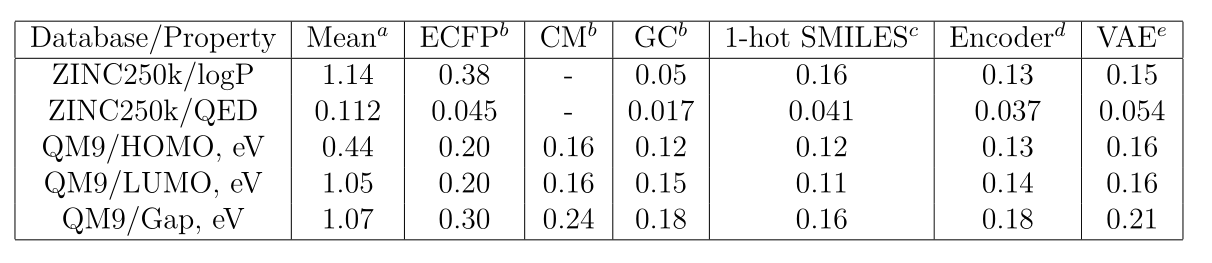 Database/Property Mean^a ECFP^b CM^b GC^b 1-hot SMILES^c Encoder^d VAE^e
ZINC250k/logP 1.14 0.38 - 0.05 0.16 0.13 0.15
ZINC250k/QED 0.112 0.045 - 0.017 0.041 0.037 0.054
QM9/HOMO, eV 0.44 0.20 0.16 0.12 0.12 0.13 0.16
QM9/LUMO, eV 1.05 0.20 0.16 0.15 0.11 0.14 0.16
QM9/Gap, eV 1.07 0.30 0.24 0.18 0.16 0.18 0.21